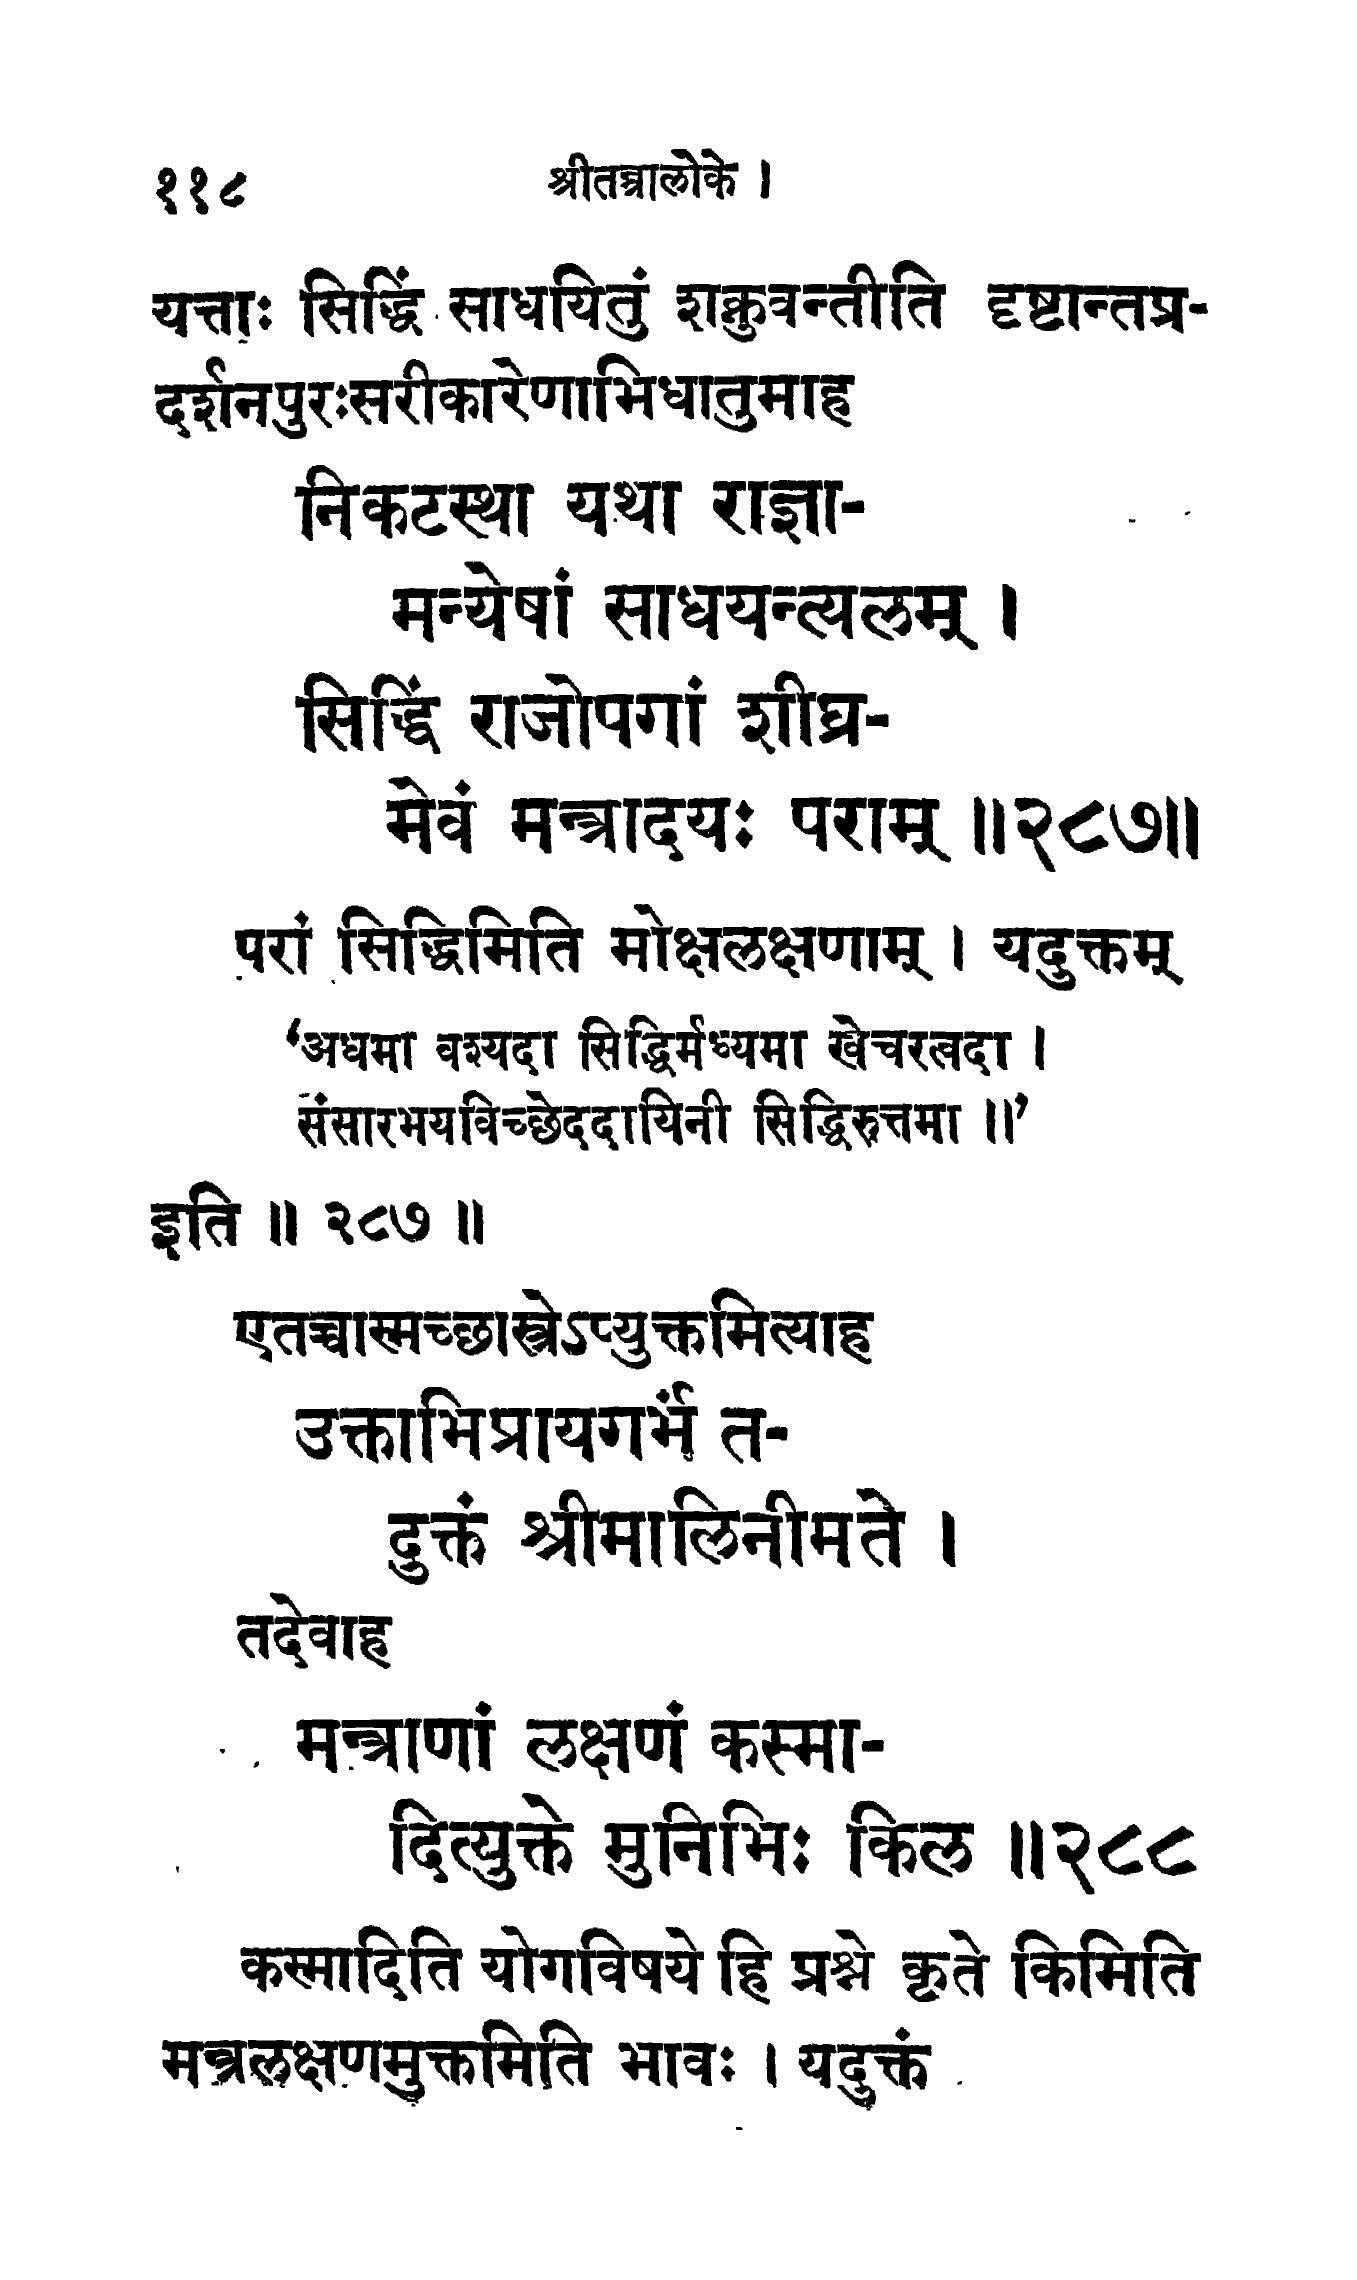 ११८ श्रीतन्त्रालोके ।
यत्ताः सिद्धिं साधयितुं शक्नुवन्तीति दृष्टान्तप्र-
दर्शनपुरःसरीकारेणाभिधातुमाह
निकटस्था यथा राज्ञा-
मन्येषां साधयन्त्यलम् ।
सिद्धिं राजोपगां शीघ्र-
मेवं मन्त्रादयः पराम् ॥२८७॥
परां सिद्धिमिति मोक्षलक्षणाम् । यदुक्तम्
‘अधमा वश्यदा सिद्धिर्मध्यमा खेचरत्वदा ।
संसारभयविच्छेददायिनी सिद्धिरुत्तमा ॥’
इति ॥ २८७ ॥
एतच्चास्मच्छास्त्रेऽप्युक्तमित्याह
उक्ताभिप्रायगर्भं त-
दुक्तं श्रीमालिनीमते ।
तदेवाह
मन्त्राणां लक्षणं कस्मा-
दित्युक्ते मुनिभिः किल ॥२८८
कस्मादिति योगविषये हि प्रश्ने कृते किमिति
मन्त्रलक्षणमुक्तमिति भावः । यदुक्तं